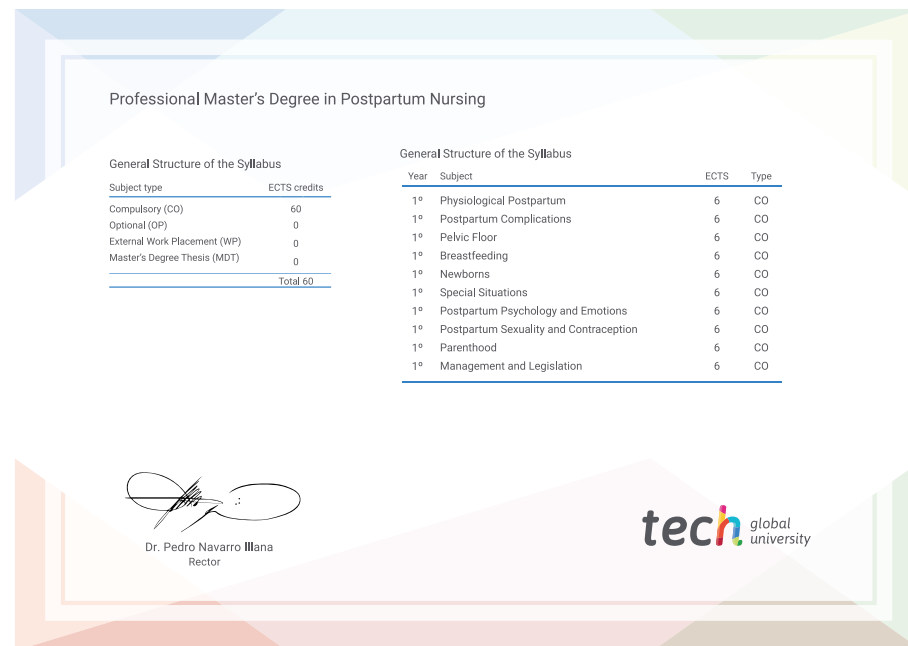 Professional Master's Degree in Postpartum Nursing
General Structure of the Syllabus
Subject type ECTS credits
Compulsory (CO) 60
Optional (OP) 0
External Work Placement (WP) 0
Master's Degree Thesis (MDT) 0
Total 60
General Structure of the Syllabus
Year Subject ECTS Type
1º Physiological Postpartum 6 CO
1º Postpartum Complications 6 CO
1º Pelvic Floor 6 CO
1º Breastfeeding 6 CO
1º Newborns 6 CO
1º Special Situations 6 CO
1º Postpartum Psychology and Emotions 6 CO
1º Postpartum Sexuality and Contraception 6 CO
1º Parenthood 6 CO
1º Management and Legislation 6 CO
Dr. Pedro Navarro Illana
Rector
tech global university